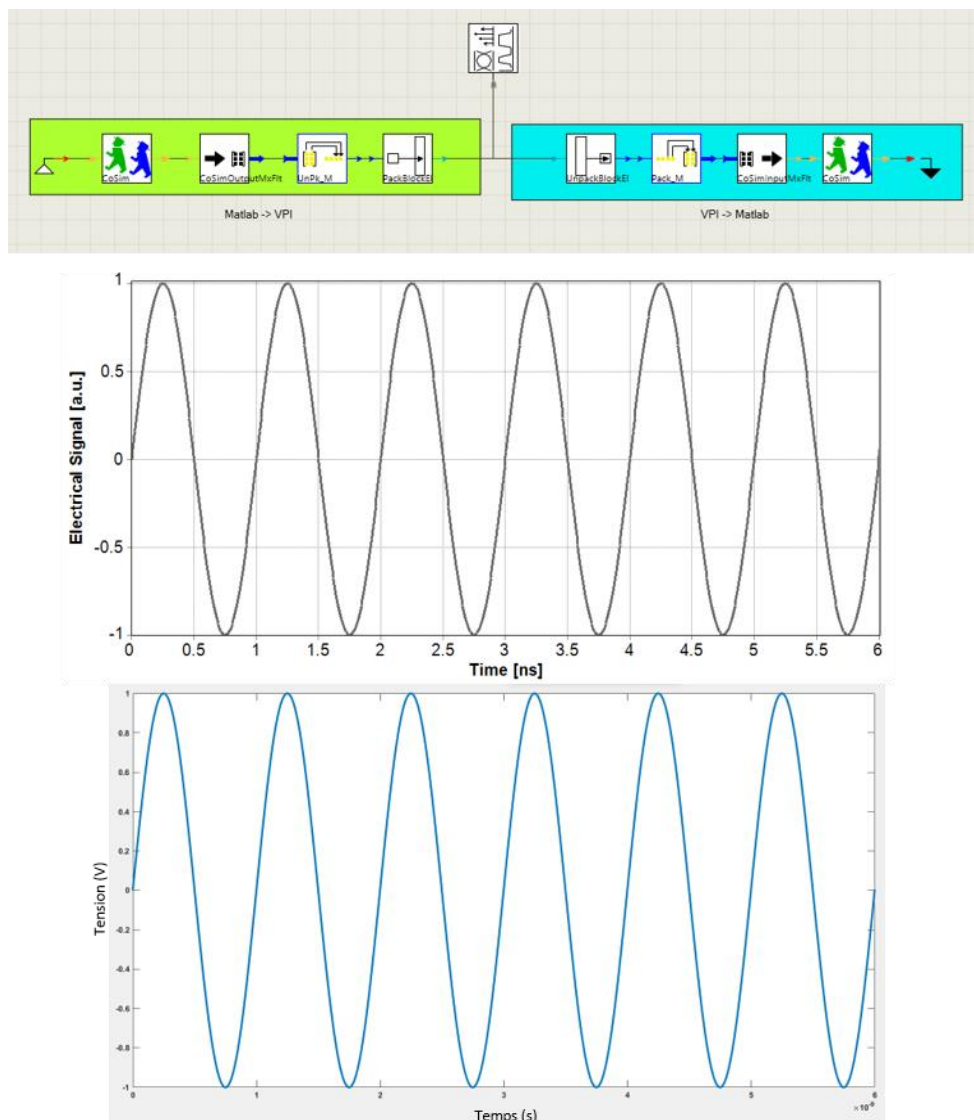 CoSim CoSimOutputMxFlt UnPk_M PackBlockEl UnpackBlockEl Pack_M CoSimInputMxFlt CoSim
Matlab -> VPI VPI -> Matlab
1
0.5
0
-0.5
-1
Electrical Signal [a.u.]
0 0.5 1 1.5 2 2.5 3 3.5 4 4.5 5 5.5 6
Time [ns]
1
0.8
0.6
0.4
0.2
0
-0.2
-0.4
-0.6
-0.8
-1
Tension (V)
0 1 2 3 4 5 6
Temps (s)